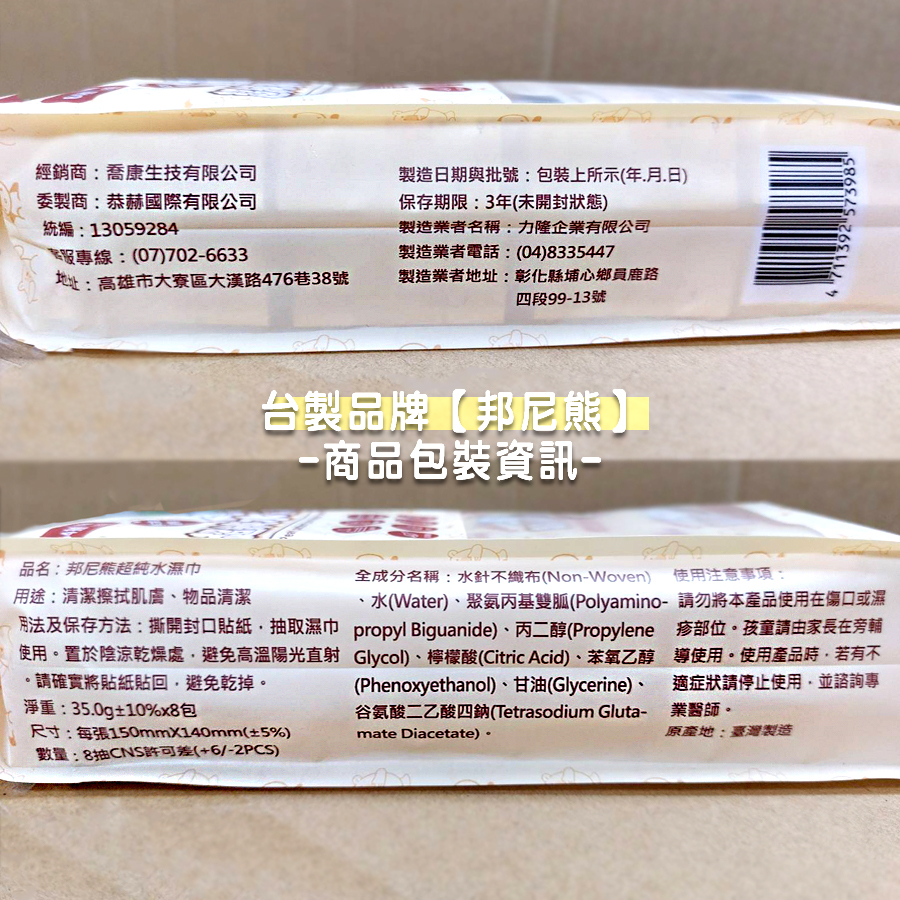 經銷商：喬康生技有限公司
委製商：恭赫國際有限公司
統編：13059284
服專線：(07)702-6633
地址：高雄市大寮區大漢路476巷38號
製造日期與批號：包裝上所示(年.月.日)
保存期限：3年(未開封狀態)
製造業者名稱：力隆企業有限公司
製造業者電話：(04)8335447
製造業者地址：彰化縣埔心鄉員鹿路
四段99-13號
4 711392 573985
台製品牌【邦尼熊】
-商品包裝資訊-
品名：邦尼熊超純水濕巾
用途：清潔擦拭肌膚、物品清潔
用法及保存方法：撕開封口貼紙，抽取濕巾
使用。置於陰涼乾燥處，避免高溫陽光直射
。請確實將貼紙貼回，避免乾掉。
淨重：35.0g±10%x8包
尺寸：每張150mmX140mm(±5%)
數量：8抽CNS許可差(+6/-2PCS)
全成分名稱：水針不織布(Non-Woven)
、水(Water)、聚氨丙基雙胍(Polyamino-
propyl Biguanide)、丙二醇(Propylene
Glycol)、檸檬酸(Citric Acid)、苯氧乙醇
(Phenoxyethanol)、甘油(Glycerine)、
谷氨酸二乙酸四鈉(Tetrasodium Gluta-
mate Diacetate)。
使用注意事項：
請勿將本產品使用在傷口或濕
疹部位。孩童請由家長在旁輔
導使用。使用產品時，若有不
適症狀請停止使用，並諮詢專
業醫師。
原產地：臺灣製造